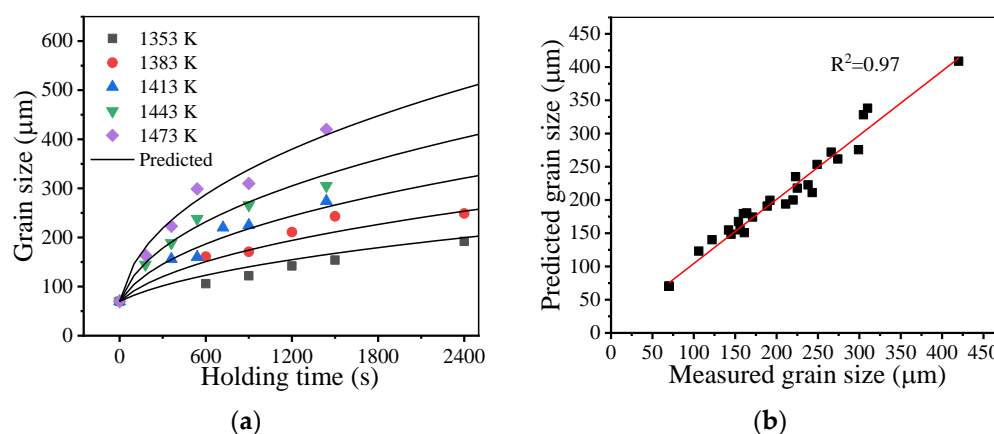 600
500
400
300
200
100
0
Grain size (μm)
1353 K
1383 K
1413 K
1443 K
1473 K
Predicted
0 600 1200 1800 2400
Holding time (s)
(a)
450
400
350
300
250
200
150
100
50
0
Predicted grain size (μm)
R²=0.97
0 50 100 150 200 250 300 350 400 450
Measured grain size (μm)
(b)